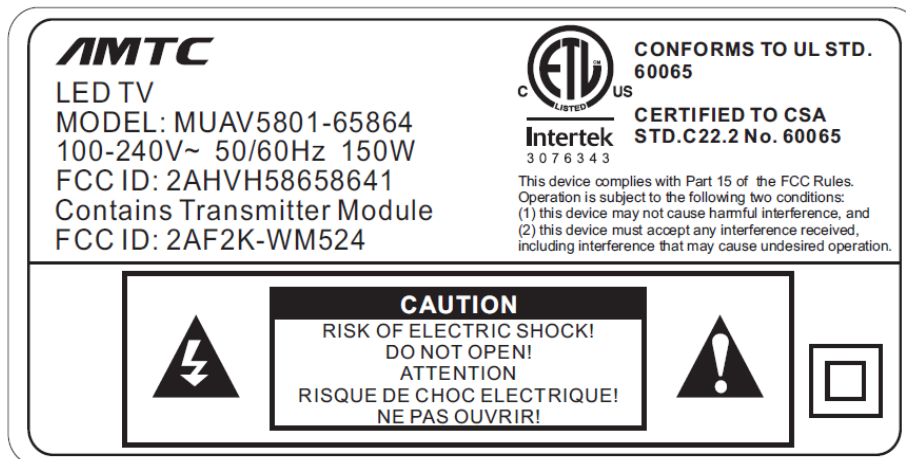 AMTC
LED TV
MODEL: MUAV5801-65864
100-240V~ 50/60Hz 150W
FCC ID: 2AHVH58658641
Contains Transmitter Module
FCC ID: 2AF2K-WM524
ETL
CM
LISTED
C
US
Intertek
3076343
CONFORMS TO UL STD.
60065
CERTIFIED TO CSA
STD.C22.2 No. 60065
This device complies with Part 15 of the FCC Rules.
Operation is subject to the following two conditions:
(1) this device may not cause harmful interference, and
(2) this device must accept any interference received,
including interference that may cause undesired operation.
CAUTION
RISK OF ELECTRIC SHOCK!
DO NOT OPEN!
ATTENTION
RISQUE DE CHOC ELECTRIQUE!
NE PAS OUVRIR!